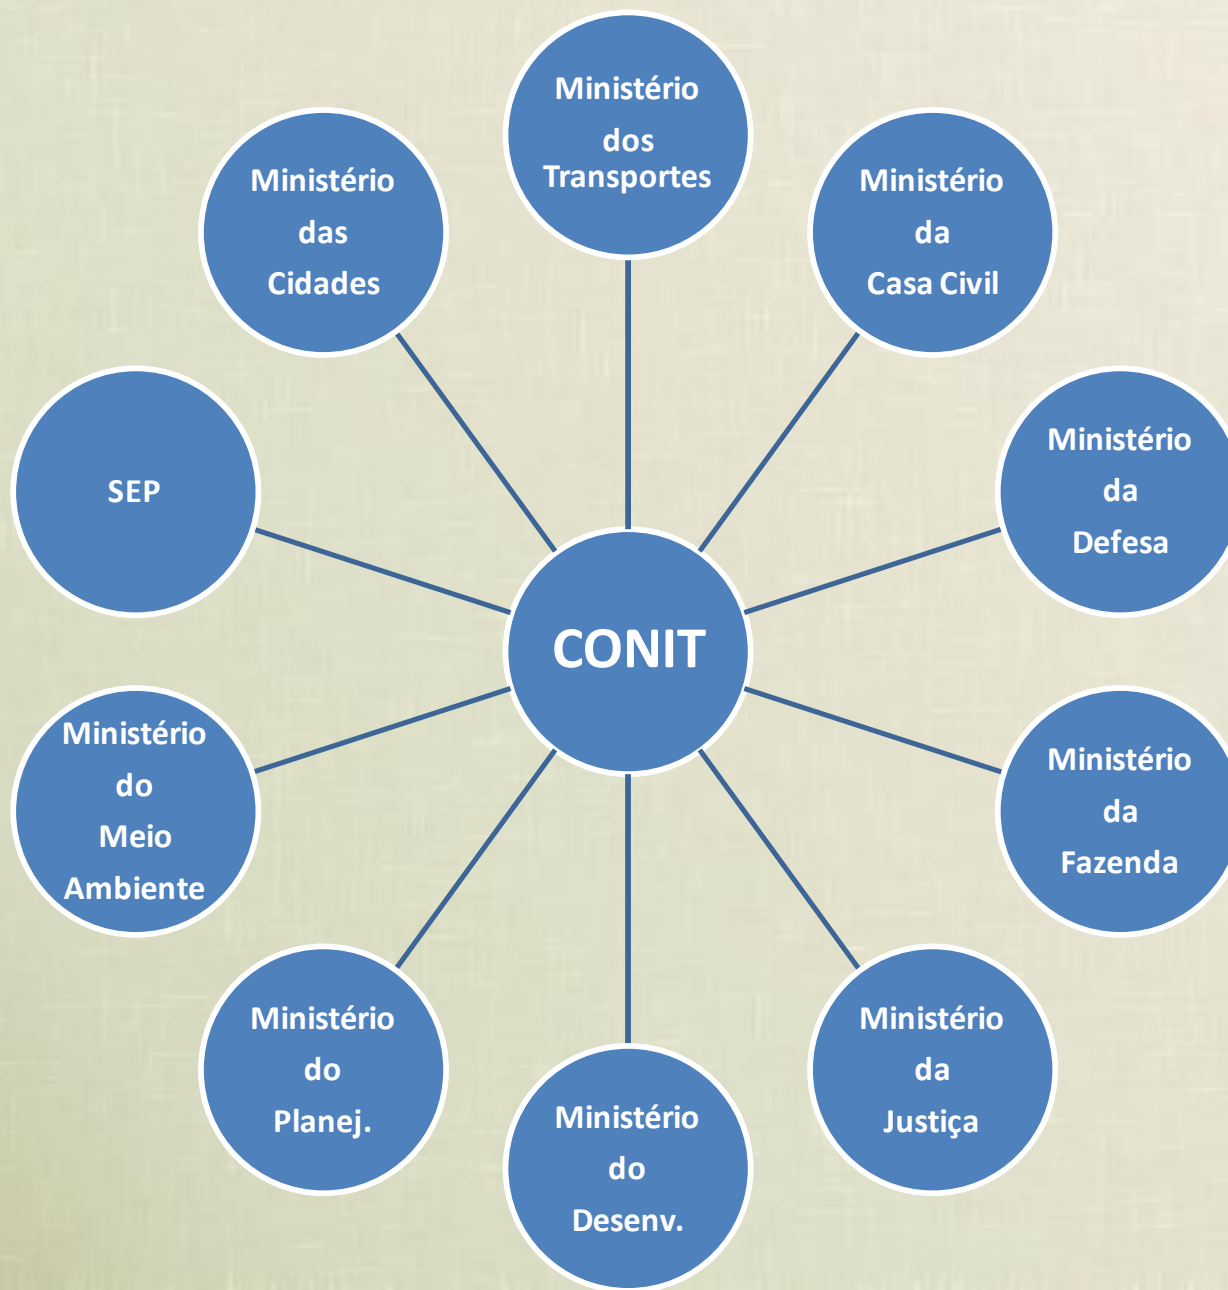 Ministério
dos
Transportes
Ministério
da
Casa Civil
Ministério
da
Defesa
Ministério
da
Fazenda
Ministério
da
Justiça
Ministério
do
Desenv.
Ministério
do
Planej.
Ministério
do
Meio
Ambiente
SEP
Ministério
das
Cidades
CONIT